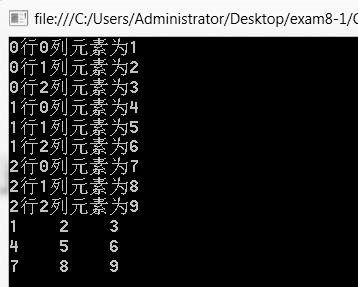 file:///C:/Users/Administrator/Desktop/exam8-1/
0行0列元素为1
0行1列元素为2
0行2列元素为3
1行0列元素为4
1行1列元素为5
1行2列元素为6
2行0列元素为7
2行1列元素为8
2行2列元素为9
1 2 3
4 5 6
7 8 9